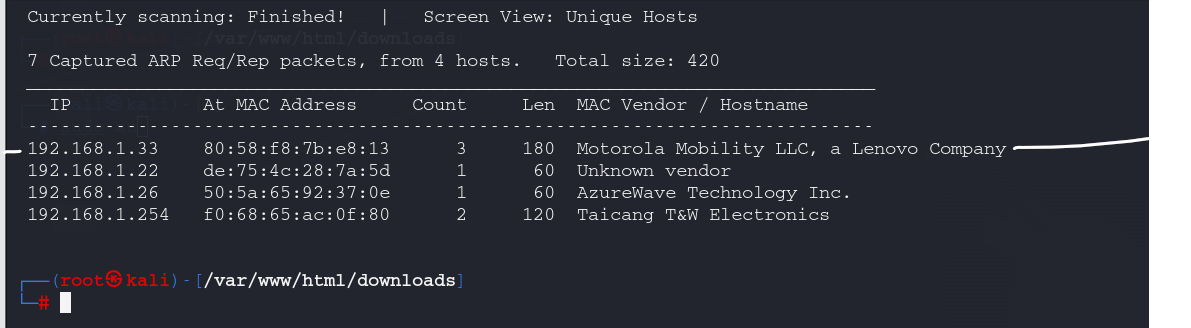 Currently scanning: Finished!   |   Screen View: Unique Hosts
7 Captured ARP Req/Rep packets, from 4 hosts.   Total size: 420
IP            At MAC Address     Count     Len  MAC Vendor / Hostname
192.168.1.33    80:58:f8:7b:e8:13      3     180  Motorola Mobility LLC, a Lenovo Company
192.168.1.22    de:75:4c:28:7a:5d      1      60  Unknown vendor
192.168.1.26    50:5a:65:92:37:0e      1      60  AzureWave Technology Inc.
192.168.1.254   f0:68:65:ac:0f:80      2     120  Taicang T&W Electronics
┌──(root㉿kali)-[/var/www/html/downloads]
└─#